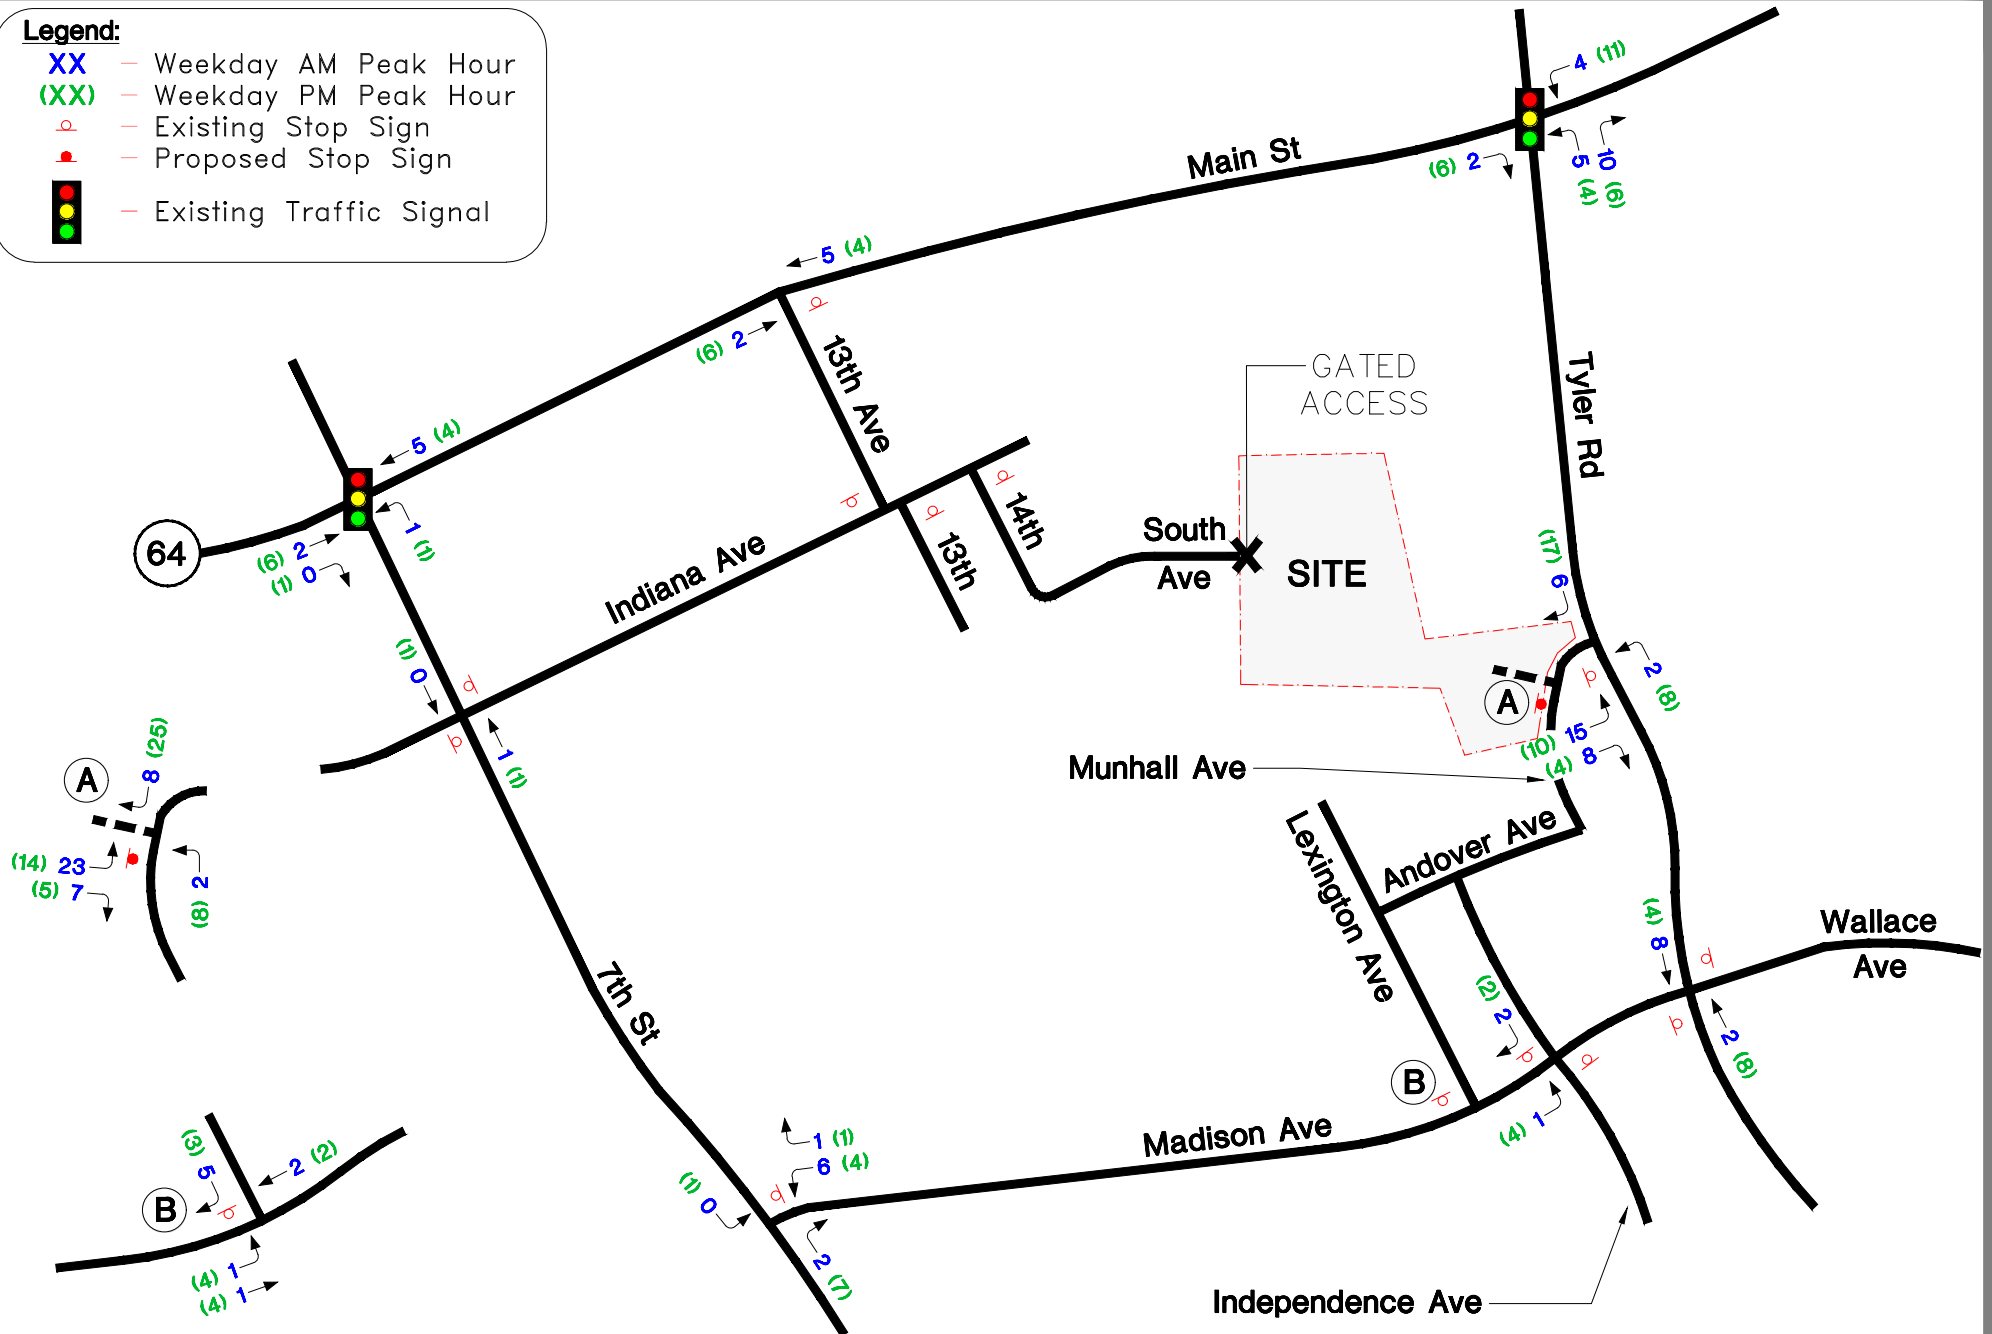 Legend:
XX – Weekday AM Peak Hour
(XX) – Weekday PM Peak Hour
– Existing Stop Sign
– Proposed Stop Sign
– Existing Traffic Signal
4 (11)
Main St
(6) 2
5 (4)
10 (6)
5 (4)
(6) 2
13th Ave
GATED
ACCESS
Tyler Rd
5 (4)
64
(6) 2
(1) 0
1 (1)
Indiana Ave
13th
14th
South
Ave
SITE
(17) 6
(1) 0
1 (1)
A
2 (8)
(10) 15
(4) 8
Munhall Ave
A
8 (25)
(14) 23
(5) 7
2 (8)
Lexington Ave
Andover Ave
(4) 8
Wallace
Ave
7th St
(2) 2
2 (8)
B
(4) 1
Madison Ave
1 (1)
6 (4)
(1) 0
2 (7)
(3) 5
2 (2)
B
(4) 1
(4) 1
Independence Ave